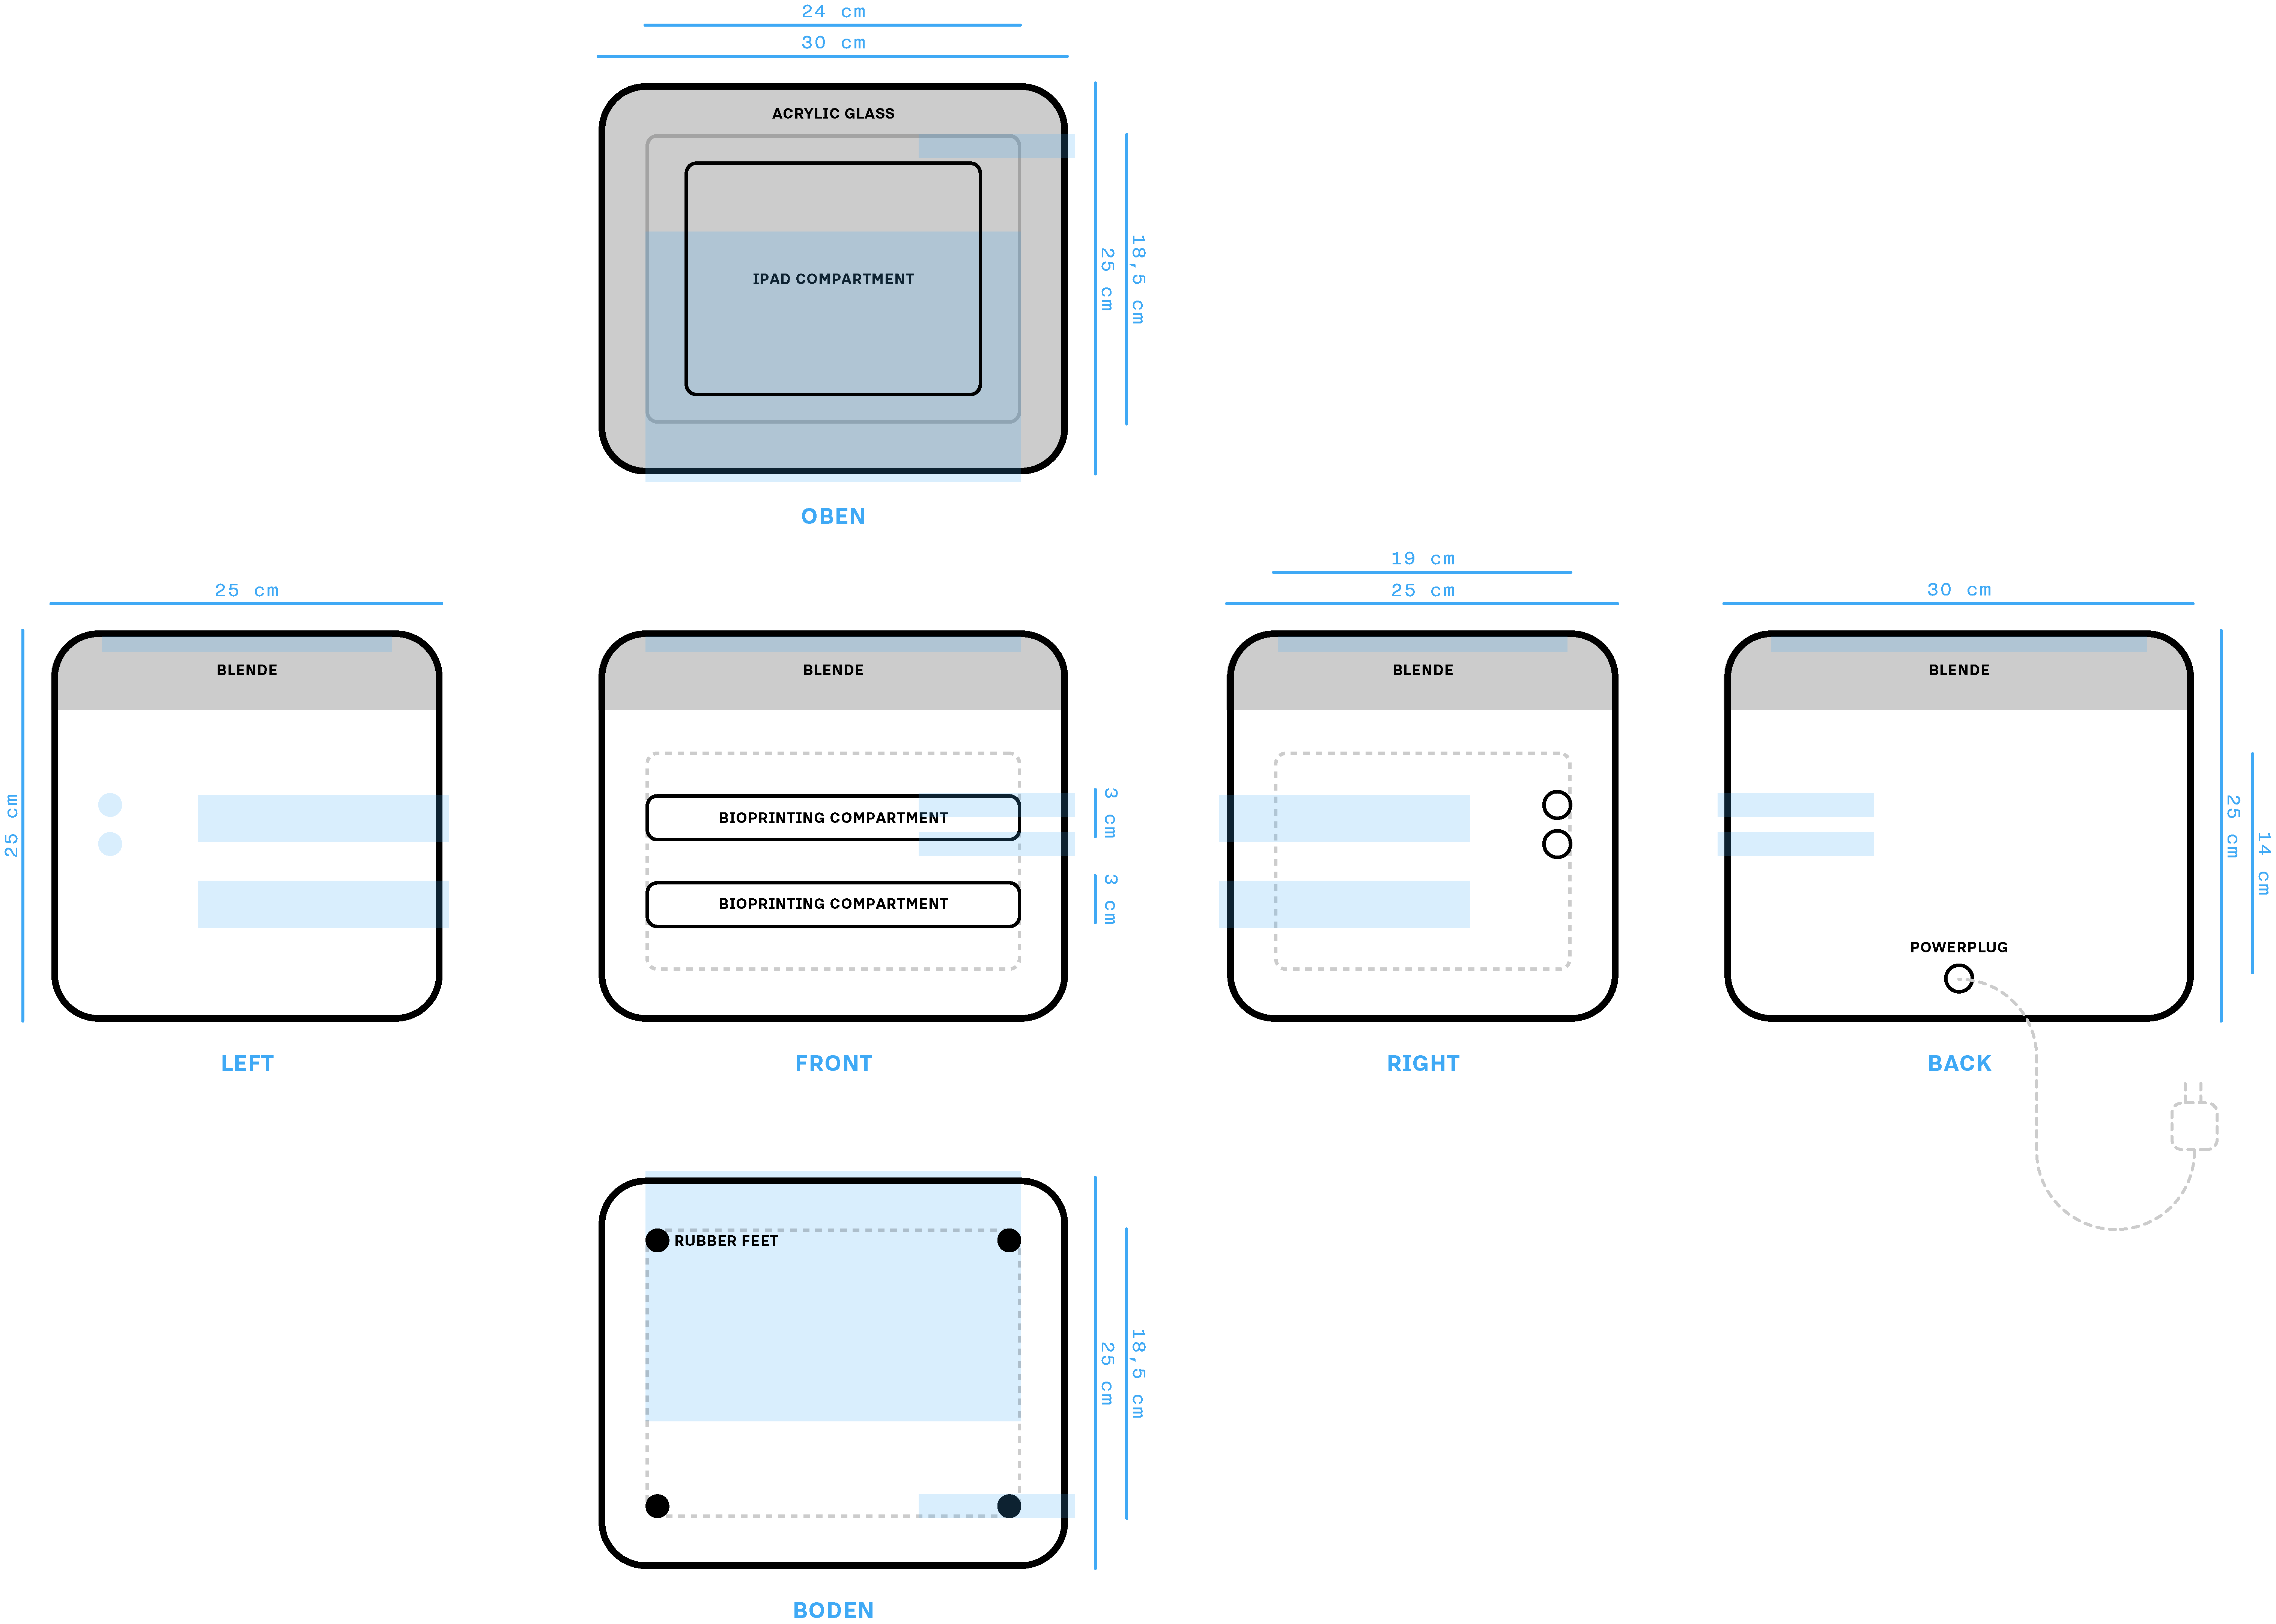 24 cm
30 cm
ACRYLIC GLASS
IPAD COMPARTMENT
25 cm
18,5 cm
OBEN
25 cm
19 cm
25 cm
30 cm
25 cm
BLENDE
BLENDE
BLENDE
BLENDE
BIOPRINTING COMPARTMENT
3 cm
BIOPRINTING COMPARTMENT
3 cm
POWERPLUG
25 cm
14 cm
LEFT
FRONT
RIGHT
BACK
RUBBER FEET
25 cm
18,5 cm
BODEN